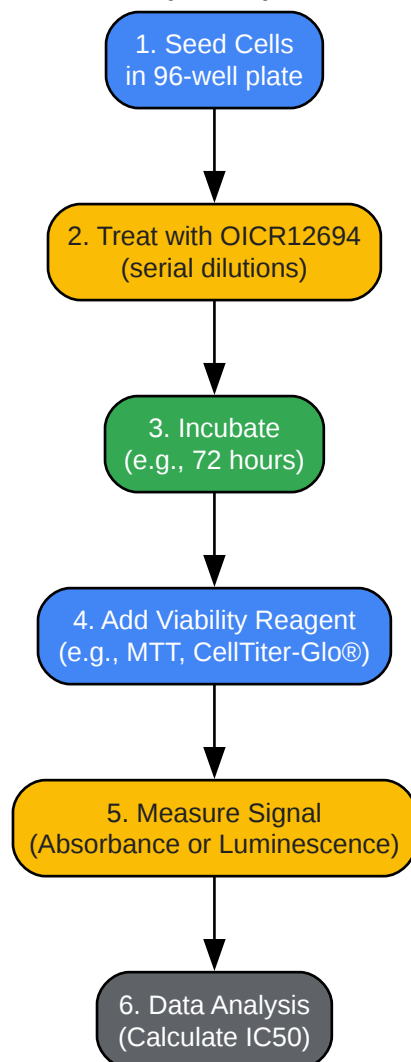 1. Seed Cells
in 96-well plate
2. Treat with OICR12694
(serial dilutions)
3. Incubate
(e.g., 72 hours)
4. Add Viability Reagent
(e.g., MTT, CellTiter-Glo®)
5. Measure Signal
(Absorbance or Luminescence)
6. Data Analysis
(Calculate IC50)